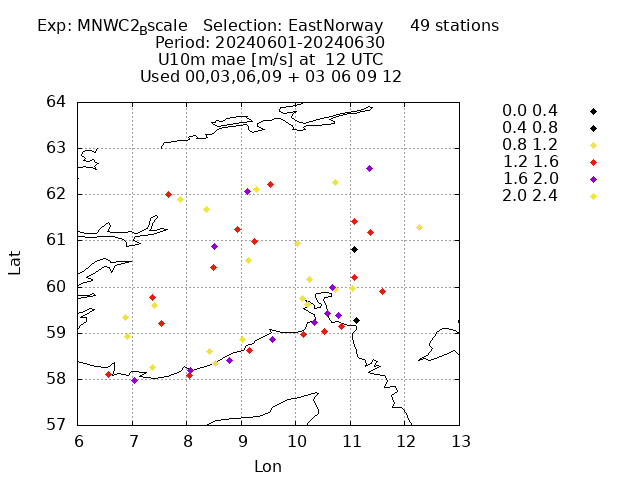 Exp: MNWC2Bscale   Selection: EastNorway      49 stations
Period: 20240601-20240630
U10m mae [m/s] at  12 UTC
Used 00,03,06,09 + 03 06 09 12
0.0 0.4
0.4 0.8
0.8 1.2
1.2 1.6
1.6 2.0
2.0 2.4
64
63
62
61
60
59
58
57
Lat
6 7 8 9 10 11 12 13
Lon